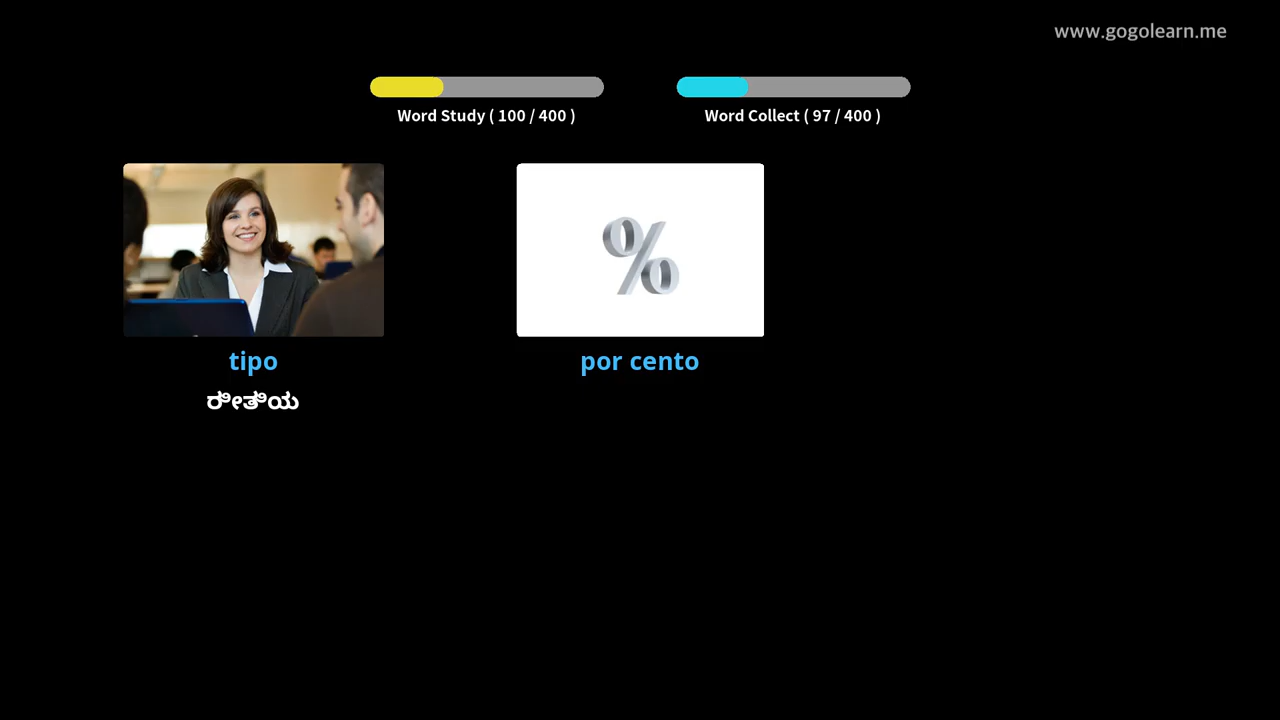 www.gogolearn.me
Word Study ( 100 / 400 )
Word Collect ( 97 / 400 )
tipo
por cento
ರೀತಿಯ